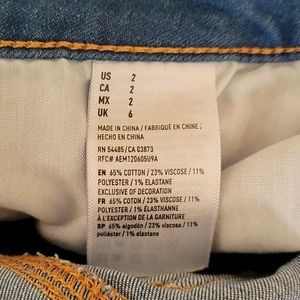 US 2
CA 2
MX 2
UK 6
MADE IN CHINA / FABRIQUÉ EN CHINE /
HECHO EN CHINA
RN 54485 / CA 03873
RFC# AEM120605U9A
EN 65% COTTON / 23% VISCOSE / 11%
POLYESTER / 1% ELASTANE
EXCLUSIVE OF DECORATION
FR 65% COTON / 23% VISCOSE / 11%
POLYESTER / 1% ÉLASTHANNE
À L'EXCEPTION DE LA GARNITURE
SP 65% algodón / 23% viscose / 11%
poliéster / 1% elastano